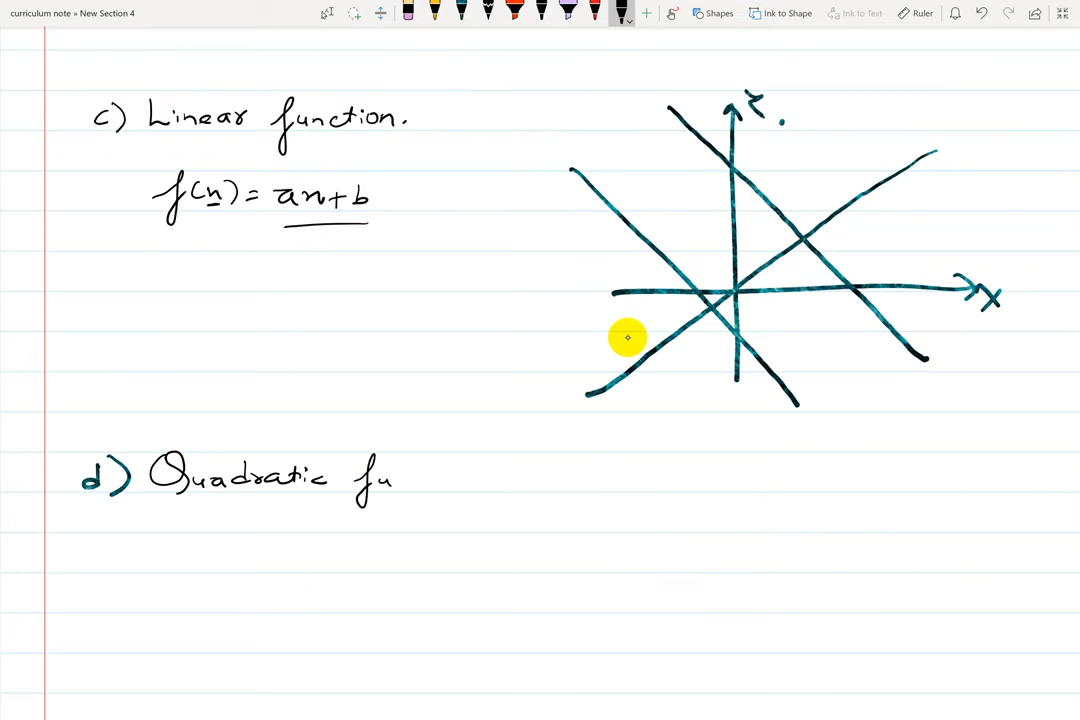 curriculum note » New Section 4
Shapes Ink to Shape Ink to Text Ruler
c) Linear function.
f(x) = ax + b
Y
X
d) Quadratic fu